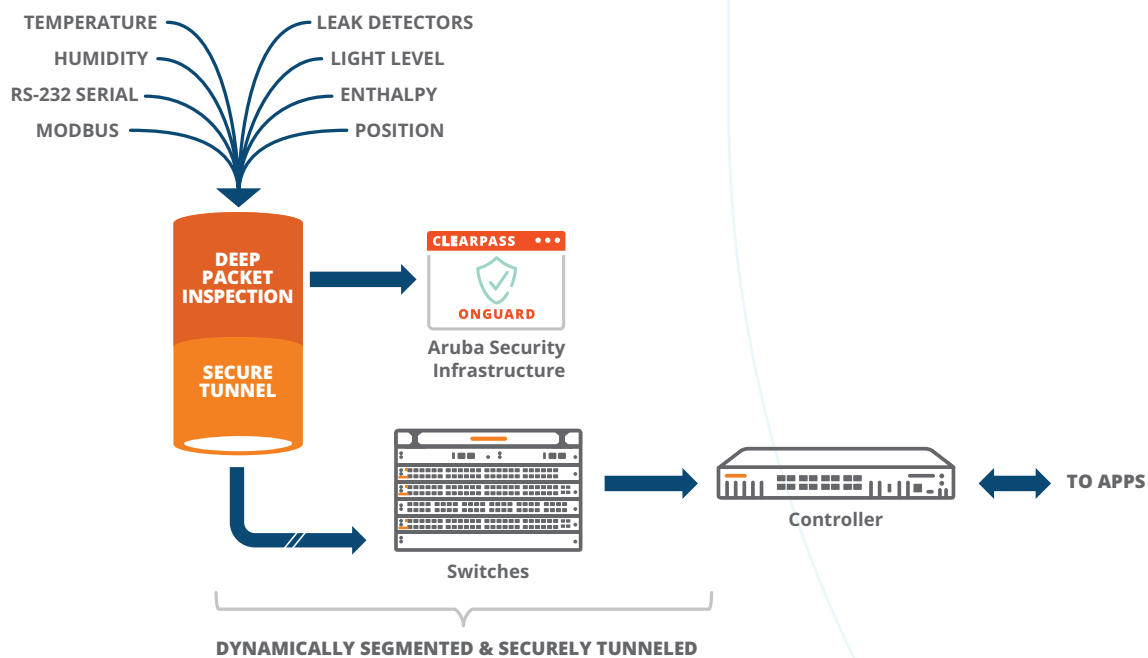 TEMPERATURE
HUMIDITY
RS-232 SERIAL
MODBUS
LEAK DETECTORS
LIGHT LEVEL
ENTHALPY
POSITION
DEEP
PACKET
INSPECTION
SECURE
TUNNEL
CLEARPASS
ONGUARD
Aruba Security
Infrastructure
Switches
Controller
TO APPS
DYNAMICALLY SEGMENTED & SECURELY TUNNELED